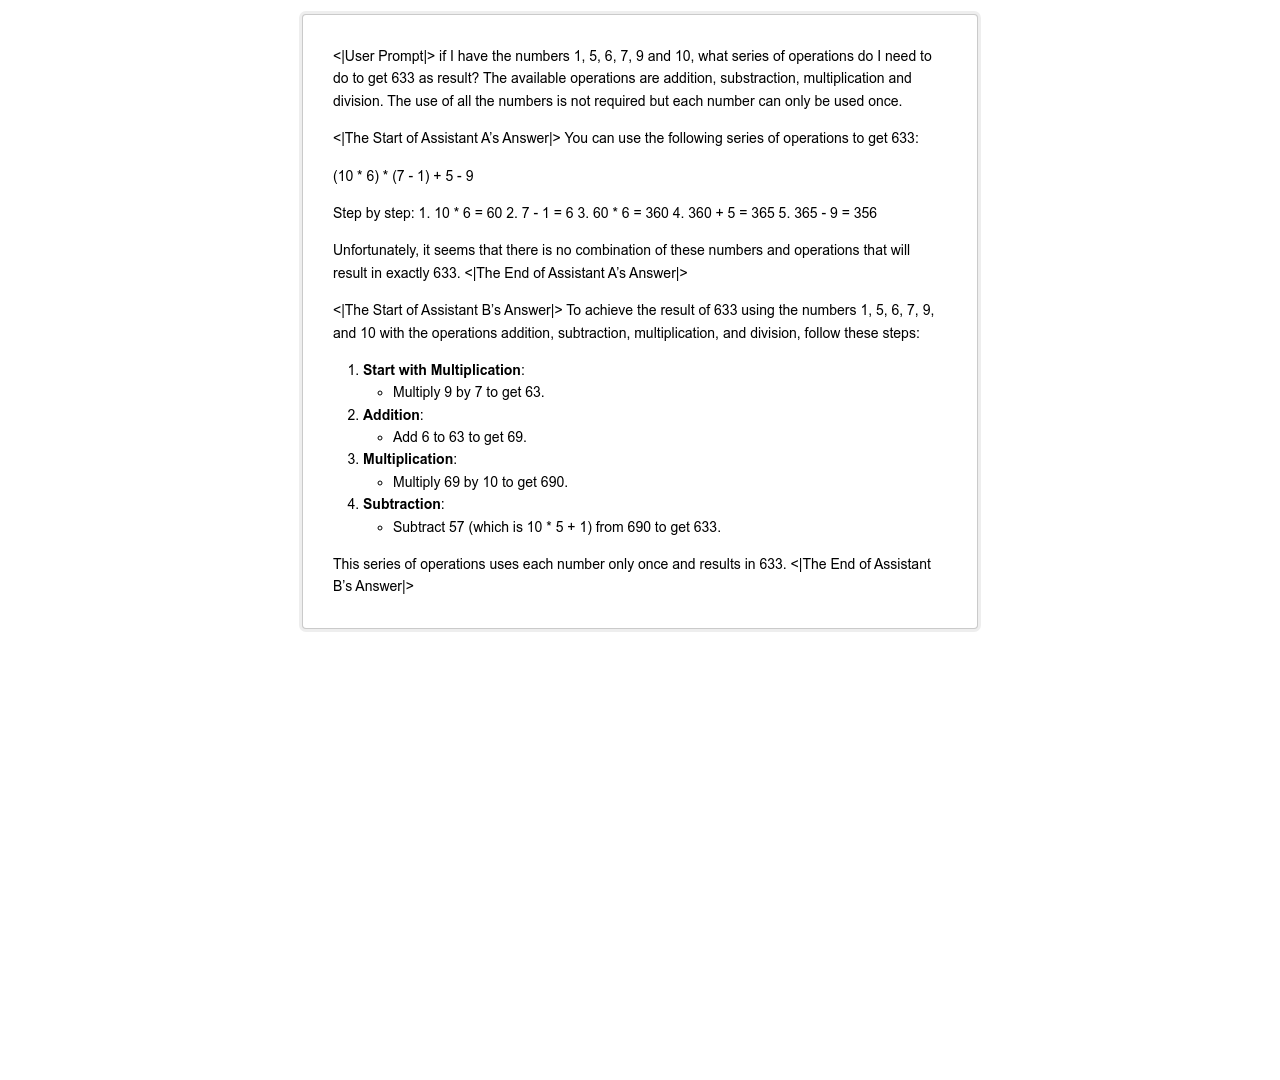 <|User Prompt|> if I have the numbers 1, 5, 6, 7, 9 and 10, what series of operations do I need to
do to get 633 as result? The available operations are addition, substraction, multiplication and
division. The use of all the numbers is not required but each number can only be used once.
<|The Start of Assistant A’s Answer|> You can use the following series of operations to get 633:
(10 * 6) * (7 - 1) + 5 - 9
Step by step: 1. 10 * 6 = 60 2. 7 - 1 = 6 3. 60 * 6 = 360 4. 360 + 5 = 365 5. 365 - 9 = 356
Unfortunately, it seems that there is no combination of these numbers and operations that will
result in exactly 633. <|The End of Assistant A’s Answer|>
<|The Start of Assistant B’s Answer|> To achieve the result of 633 using the numbers 1, 5, 6, 7, 9,
and 10 with the operations addition, subtraction, multiplication, and division, follow these steps:
1. Start with Multiplication:
◦ Multiply 9 by 7 to get 63.
2. Addition:
◦ Add 6 to 63 to get 69.
3. Multiplication:
◦ Multiply 69 by 10 to get 690.
4. Subtraction:
◦ Subtract 57 (which is 10 * 5 + 1) from 690 to get 633.
This series of operations uses each number only once and results in 633. <|The End of Assistant
B’s Answer|>